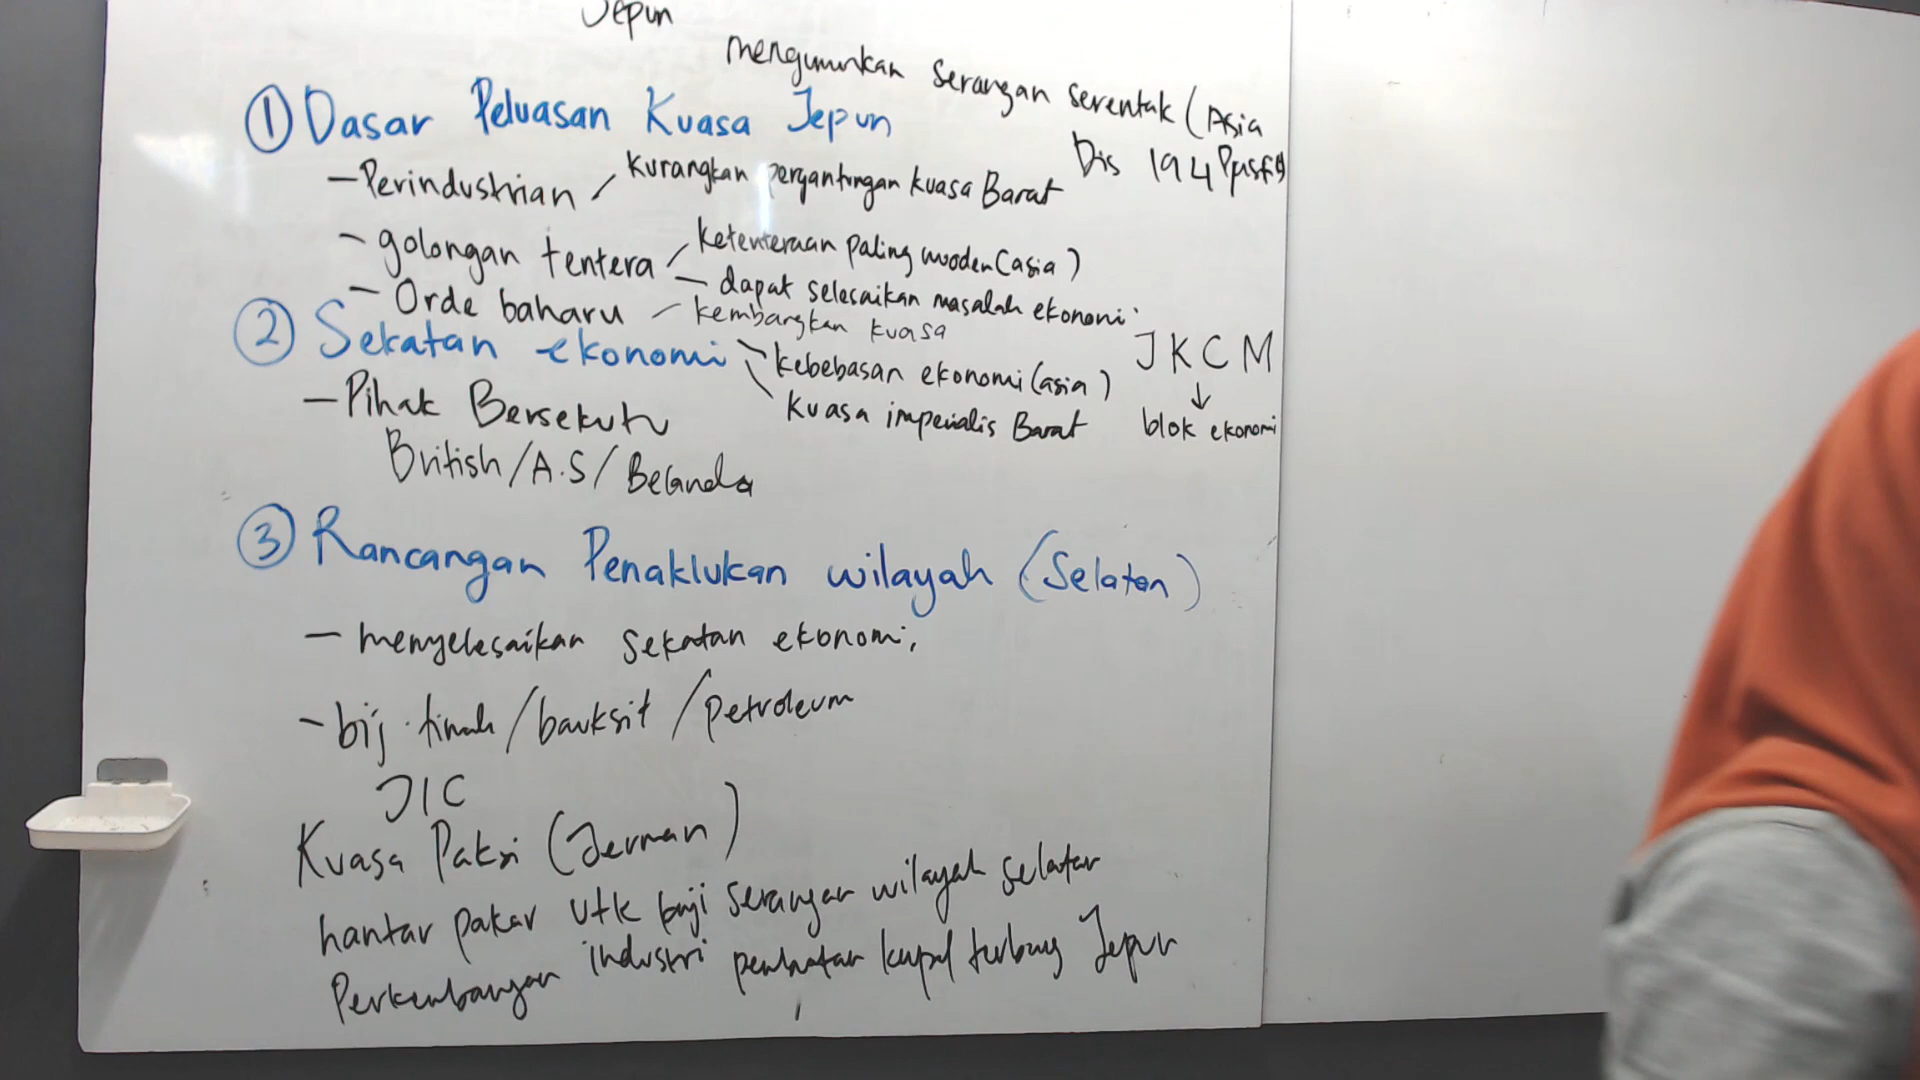 Jepun
mengumumkan serangan serentak (Asia
Pasifik
Dis 194
① Dasar Peluasan Kuasa Jepun
- Perindustrian / kurangkan pergantungan kuasa Barat
- golongan tentera / ketenteraan paling moden (asia)
- dapat selesaikan masalah ekonomi
- Orde baharu - kembangkan kuasa
kebebasan ekonomi (asia)
kuasa imperialis Barat
JKCM
↓
blok ekonomi
② Sekatan ekonomi
- Pihak Bersekutu
British/A.S/Belanda
③ Rancangan Penaklukan wilayah (Selatan)
- menyelesaikan sekatan ekonomi
- bij. timah / bauksit / petroleum
JIC
Kuasa Paksi (Jerman)
hantar pakar utk kaji serangan wilayah selatan
Perkembangan industri pembuatan kapal terbang Jepun